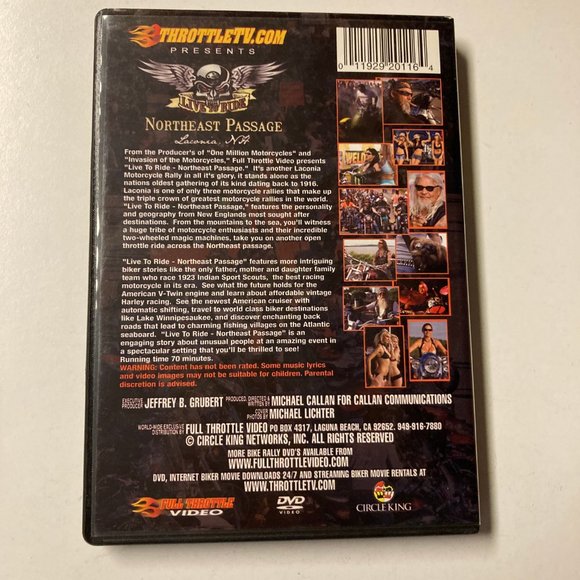 THROTTLETV.COM
PRESENTS
LIVE TO RIDE
NORTHEAST PASSAGE
Laconia, NH
From the Producer's of "One Million Motorcycles" and
"Invasion of the Motorcycles," Full Throttle Video presents
"Live To Ride - Northeast Passage." It's another Laconia
Motorcycle Rally in all it's glory, it stands alone as the
nations oldest gathering of its kind dating back to 1916.
Laconia is one of only three motorcycle rallies that make up
the triple crown of greatest motorcycle rallies in the world.
"Live To Ride - Northeast Passage," features the personality
and geography from New Englands most sought after
destinations. From the mountains to the sea, you'll witness
a huge tribe of motorcycle enthusiasts and their incredible
two-wheeled magic machines, take you on another open
throttle ride across the Northeast passage.
"Live To Ride - Northeast Passage" features more intriguing
biker stories like the only father, mother and daughter family
team who race 1923 Indian Sport Scouts, the best racing
motorcycle in its era. See what the future holds for the
American V-Twin engine and learn about affordable vintage
Harley racing. See the newest American cruiser with
automatic shifting, travel to world class biker destinations
like Lake Winnipesaukee, and discover enchanting back
roads that lead to charming fishing villages on the Atlantic
seaboard. "Live To Ride - Northeast Passage" is an
engaging story about unusual people at an amazing event in
a spectacular setting that you'll be thrilled to see!
Running time 70 minutes.
WARNING: Content has not been rated. Some music lyrics
and video images may not be suitable for children. Parental
discretion is advised.
EXECUTIVE PRODUCER JEFFREY B. GRUBERT PRODUCED, DIRECTED & WRITTEN BY MICHAEL CALLAN FOR CALLAN COMMUNICATIONS
COVER PHOTOS BY MICHAEL LICHTER
WORLD-WIDE EXCLUSIVE DISTRIBUTION BY FULL THROTTLE VIDEO PO BOX 4317, LAGUNA BEACH, CA 92652. 949-916-7880
© CIRCLE KING NETWORKS, INC. ALL RIGHTS RESERVED
MORE BIKE RALLY DVD'S AVAILABLE FROM
WWW.FULLTHROTTLEVIDEO.COM
DVD, INTERNET BIKER MOVIE DOWNLOADS 24/7 AND STREAMING BIKER MOVIE RENTALS AT
WWW.THROTTLETV.COM
FULL THROTTLE
VIDEO
DVD
VIDEO
CIRCLE KING
0 11929 20116 4
WELC